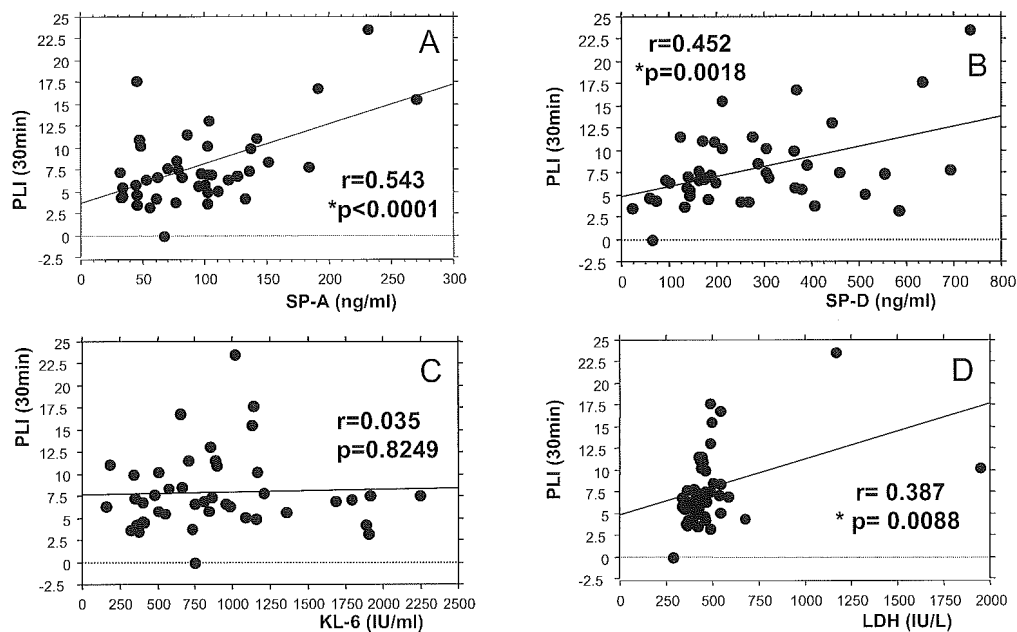 A
PLI (30min)
25
22.5
20
17.5
15
12.5
10
7.5
5
2.5
0
-2.5
r=0.543
*p<0.0001
0 50 100 150 200 250 300
SP-A (ng/ml)
B
PLI (30min)
25
22.5
20
17.5
15
12.5
10
7.5
5
2.5
0
-2.5
r=0.452
*p=0.0018
0 100 200 300 400 500 600 700 800
SP-D (ng/ml)
C
PLI (30min)
25
22.5
20
17.5
15
12.5
10
7.5
5
2.5
0
-2.5
r=0.035
p=0.8249
0 250 500 750 1000 1250 1500 1750 2000 2250 2500
KL-6 (IU/ml)
D
PLI (30min)
25
22.5
20
17.5
15
12.5
10
7.5
5
2.5
0
-2.5
r= 0.387
* p= 0.0088
0 250 500 750 1000 1250 1500 1750 2000
LDH (IU/L)